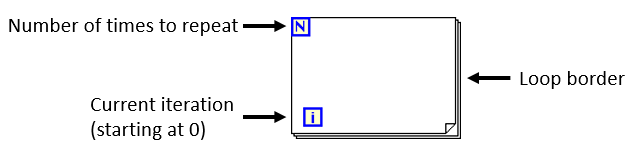 Number of times to repeat
N
Loop border
Current iteration
(starting at 0)
i